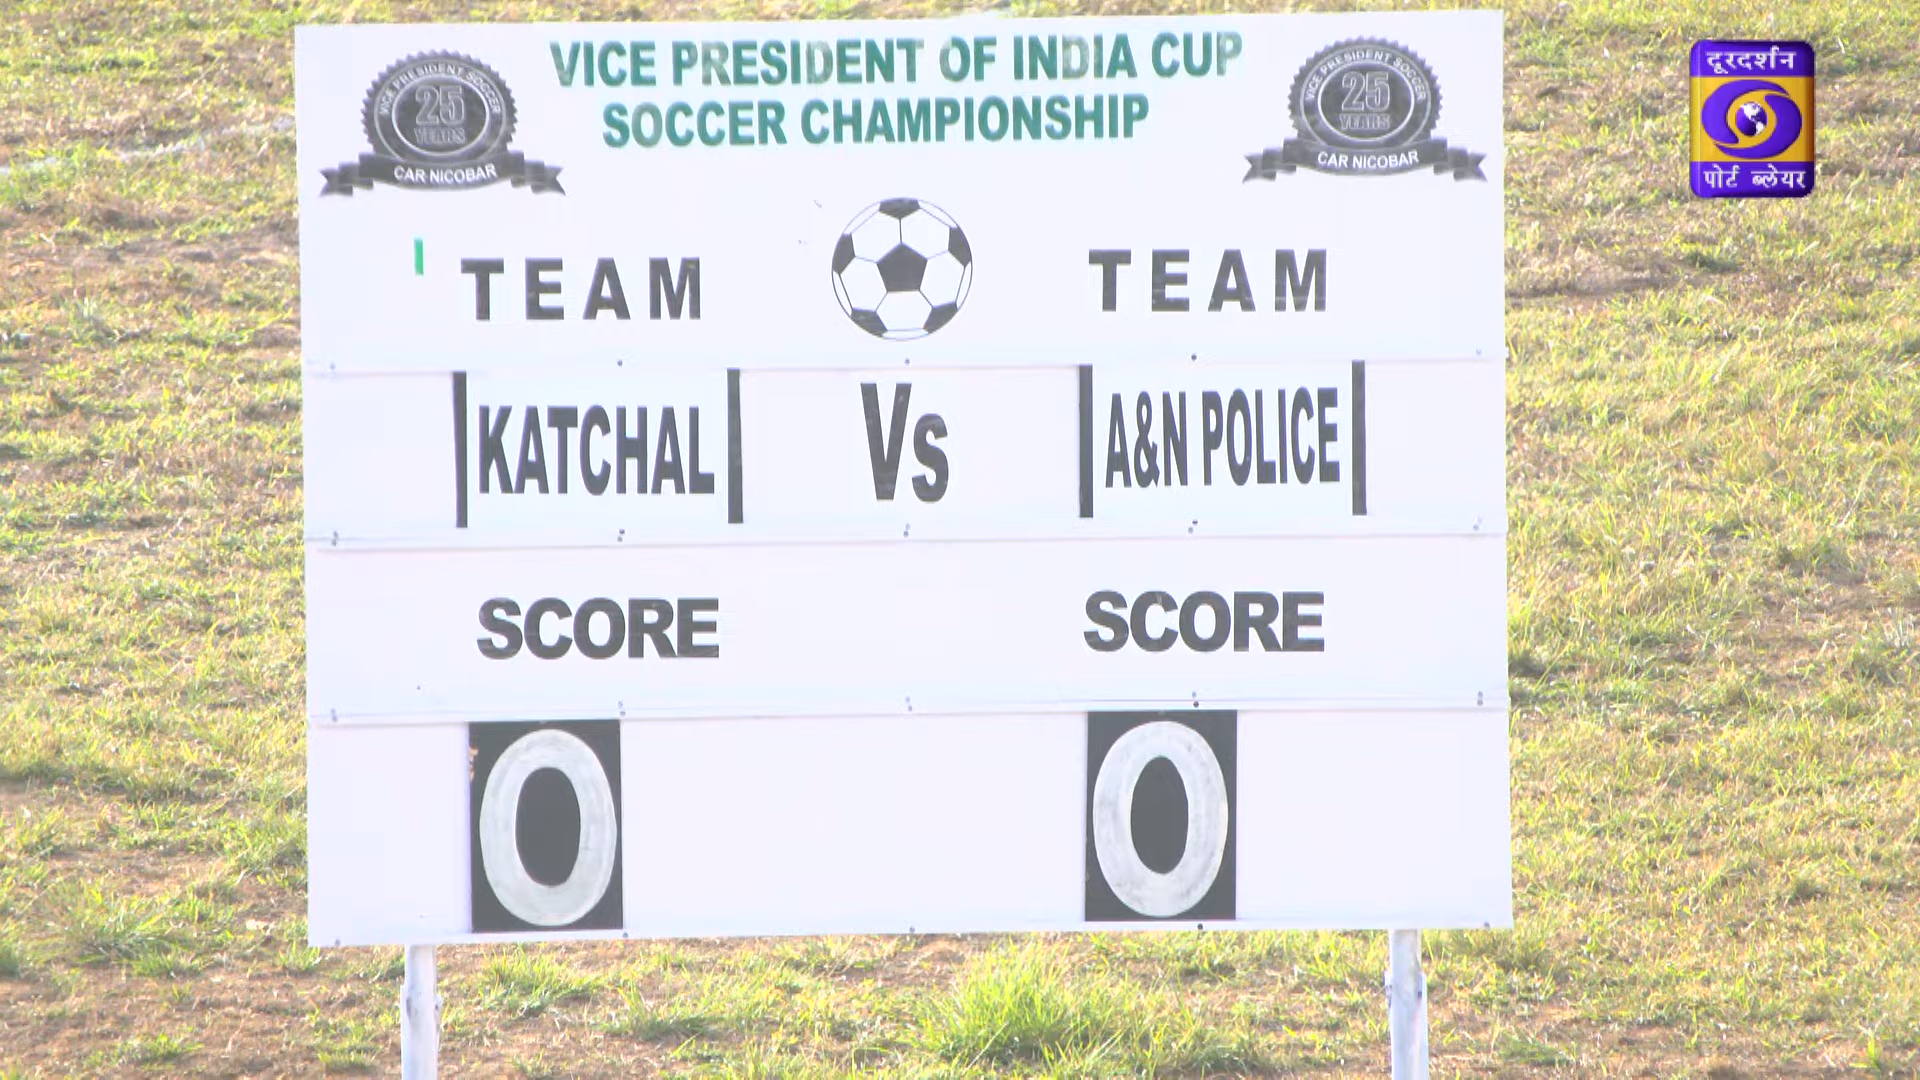 VICE PRESIDENT OF INDIA CUP
SOCCER CHAMPIONSHIP
VICE PRESIDENT SOCCER
25
YEARS
CAR NICOBAR
VICE PRESIDENT SOCCER
25
YEARS
CAR NICOBAR
दूरदर्शन
पोर्ट ब्लेयर
TEAM TEAM
KATCHAL Vs A&N POLICE
SCORE SCORE
0 0